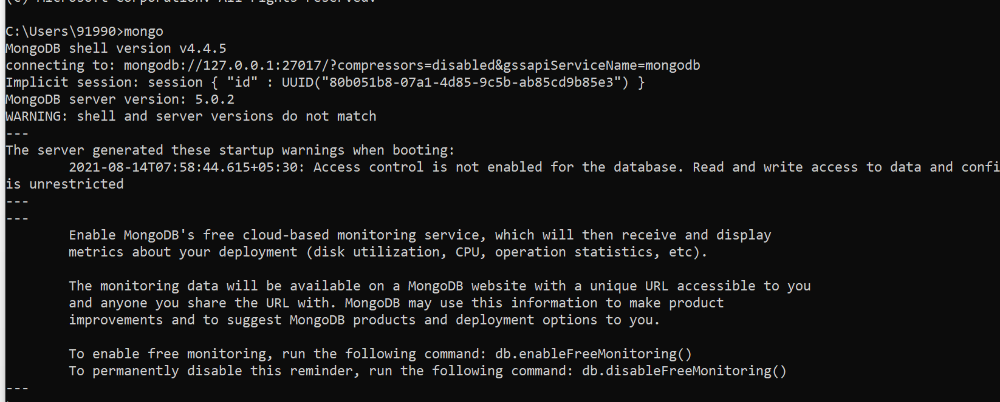 (c) Microsoft Corporation. All rights reserved.
C:\Users\91990>mongo
MongoDB shell version v4.4.5
connecting to: mongodb://127.0.0.1:27017/?compressors=disabled&gssapiServiceName=mongodb
Implicit session: session { "id" : UUID("80b051b8-07a1-4d85-9c5b-ab85cd9b85e3") }
MongoDB server version: 5.0.2
WARNING: shell and server versions do not match
---
The server generated these startup warnings when booting:
        2021-08-14T07:58:44.615+05:30: Access control is not enabled for the database. Read and write access to data and confi
is unrestricted
---
---
        Enable MongoDB's free cloud-based monitoring service, which will then receive and display
        metrics about your deployment (disk utilization, CPU, operation statistics, etc).
        The monitoring data will be available on a MongoDB website with a unique URL accessible to you
        and anyone you share the URL with. MongoDB may use this information to make product
        improvements and to suggest MongoDB products and deployment options to you.
        To enable free monitoring, run the following command: db.enableFreeMonitoring()
        To permanently disable this reminder, run the following command: db.disableFreeMonitoring()
---